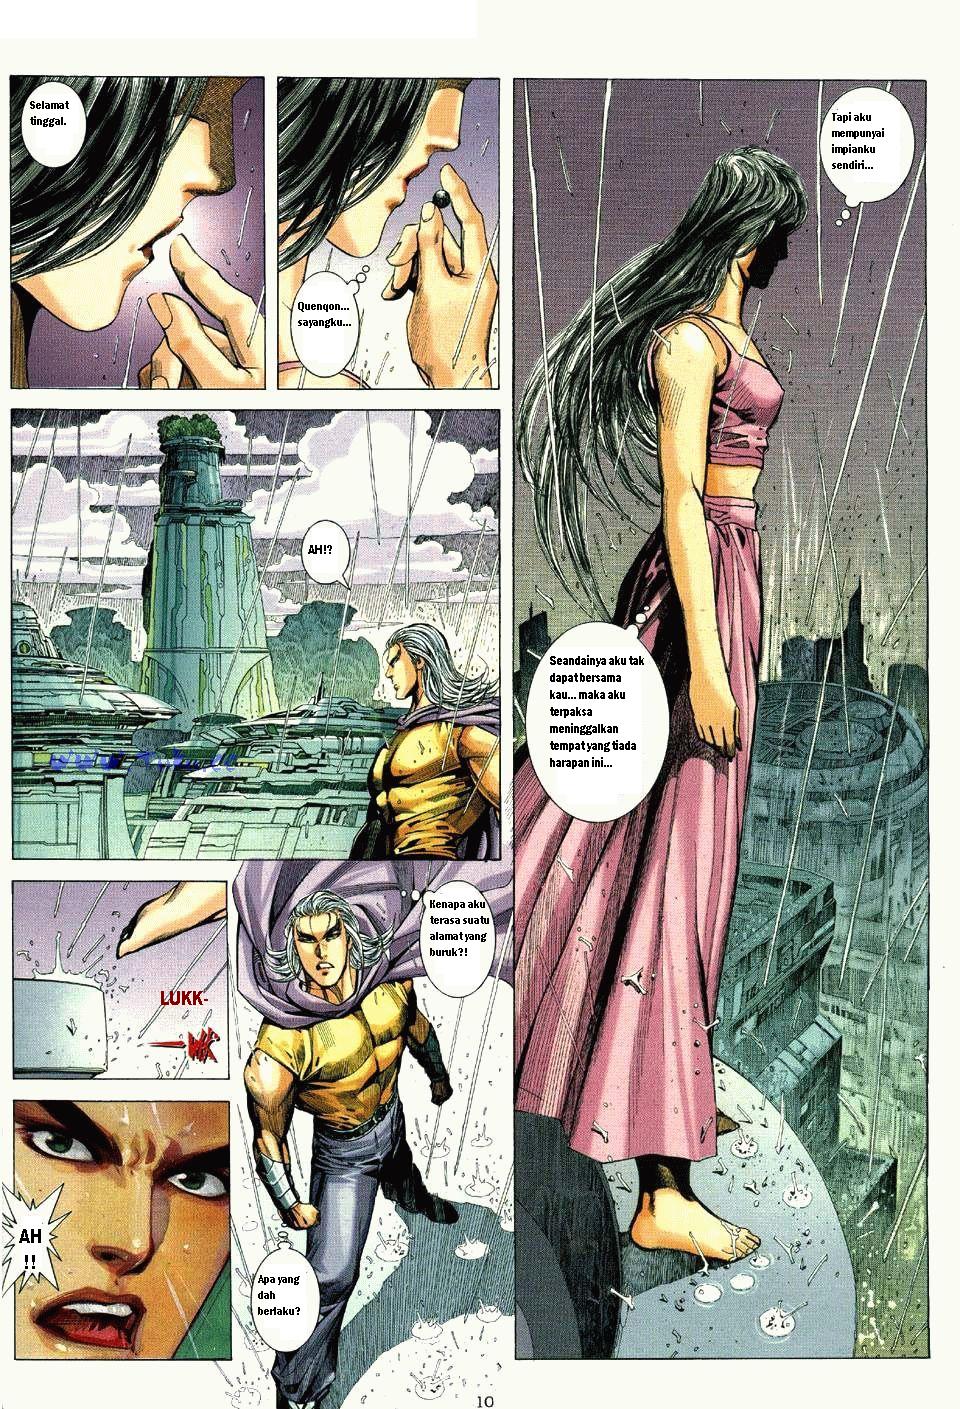 Selamat
tinggal.
Quenqon...
sayangku...
Tapi aku
mempunyai
impianku
sendiri...
Seandainya aku tak
dapat bersama
kau... maka aku
terpaksa
meninggalkan
tempat yang tiada
harapan ini...
AH!?
Kenapa aku
terasa suatu
alamat yang
buruk?!
LUKK-
AH
!!
Apa yang
dah
berlaku?
10